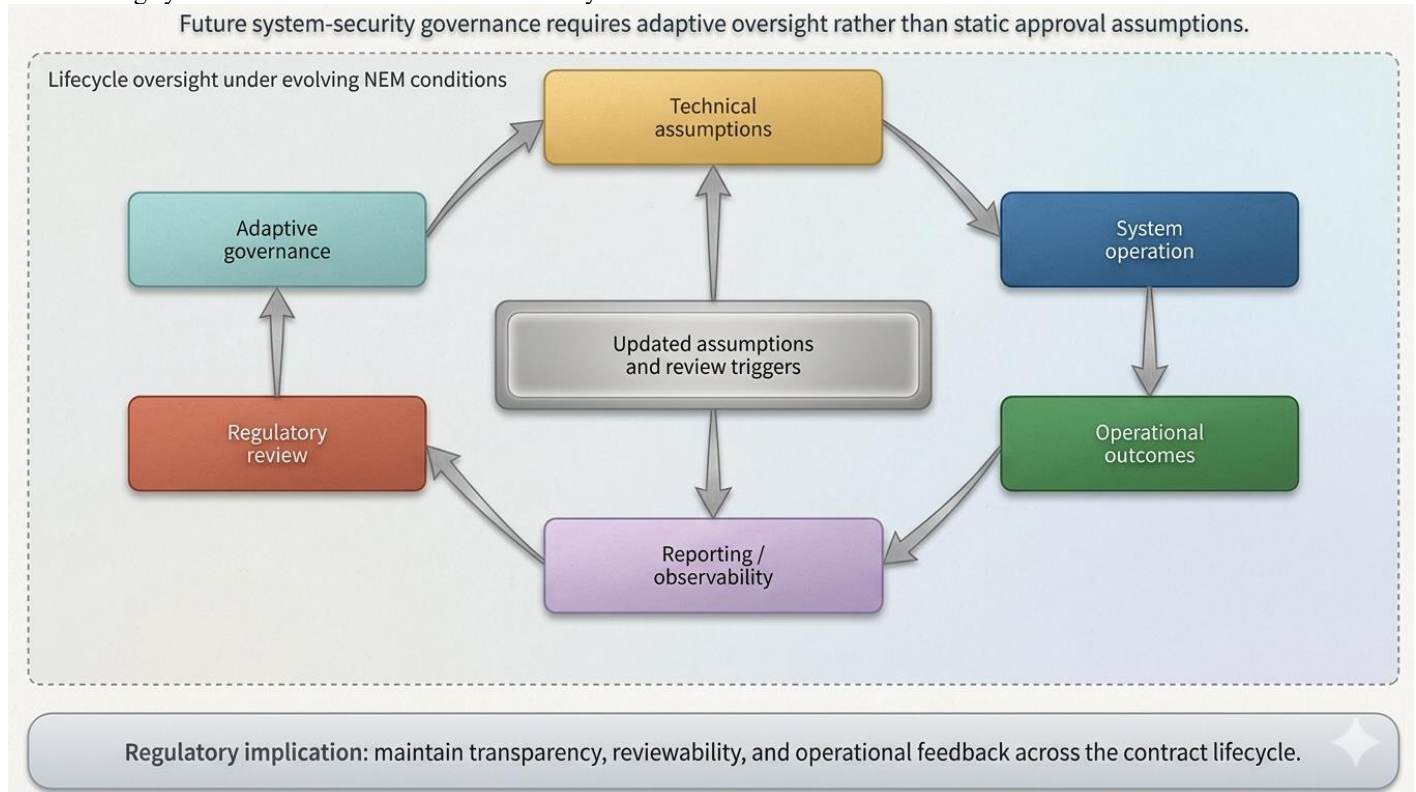 Future system-security governance requires adaptive oversight rather than static approval assumptions.
Lifecycle oversight under evolving NEM conditions
Technical
assumptions
Adaptive
governance
System
operation
Updated assumptions
and review triggers
Regulatory
review
Operational
outcomes
Reporting /
observability
Regulatory implication: maintain transparency, reviewability, and operational feedback across the contract lifecycle.